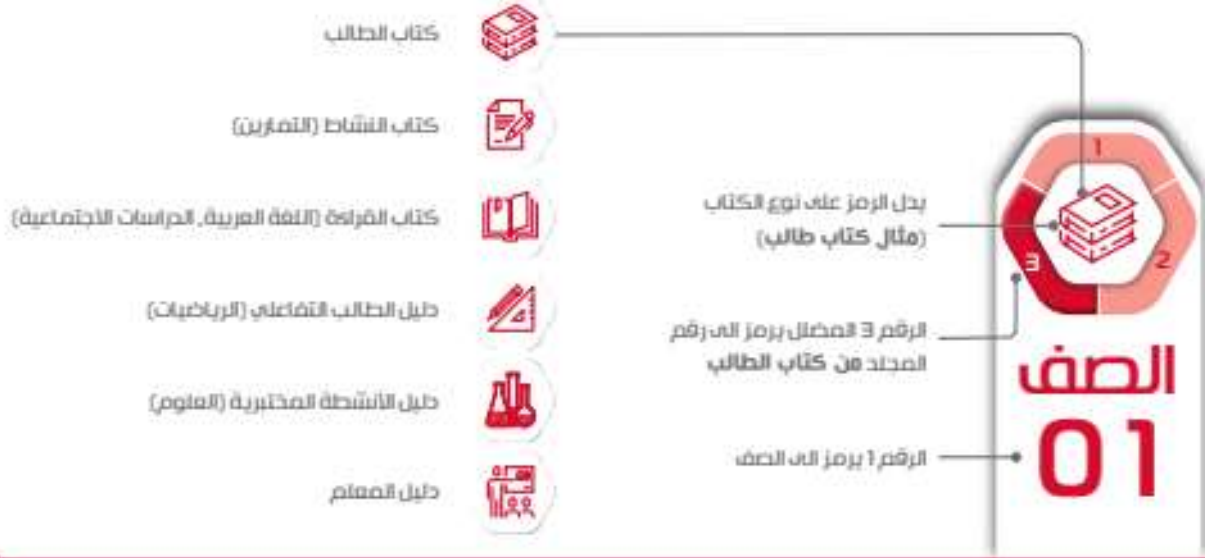 1
2
3
الصف
01
يدل الرمز على نوع الكتاب
(مثال كتاب طالب)
الرقم 3 المضلل يرمز الى رقم
المجلد من كتاب الطالب
الرقم 1 يرمز الى الصف
كتاب الطالب
كتاب النشاط (التمارين)
كتاب القراءة (اللغة العربية, الدراسات الاجتماعية)
دليل الطالب التفاعلي (الرياضيات)
دليل الأنشطة المختبرية (العلوم)
دليل المعلم